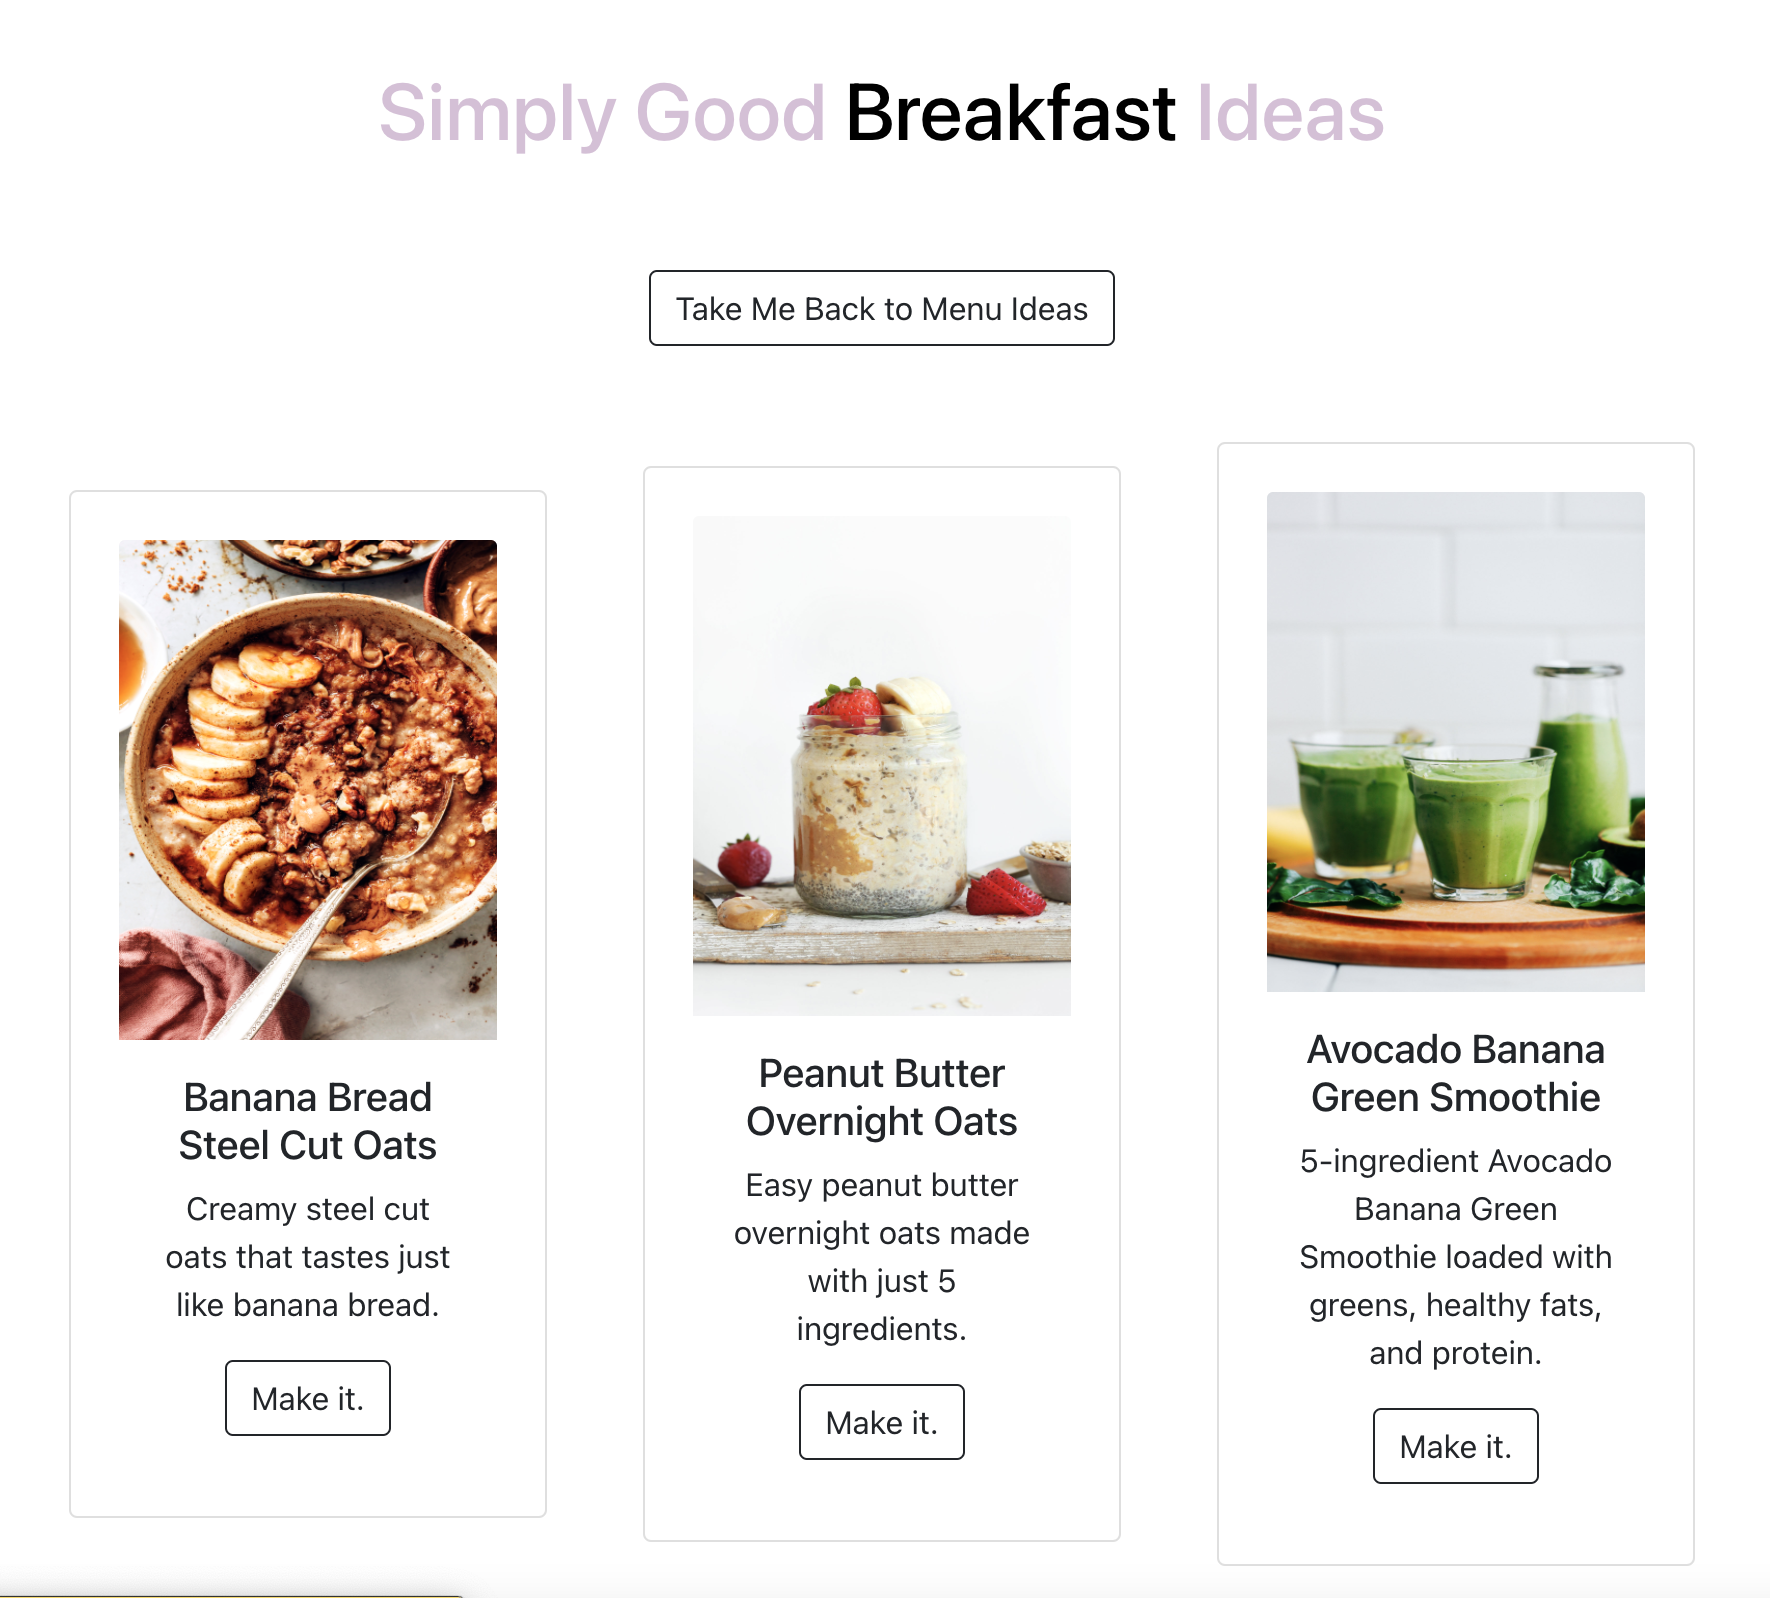 Simply Good Breakfast Ideas
Take Me Back to Menu Ideas
Banana Bread
Steel Cut Oats
Creamy steel cut
oats that tastes just
like banana bread.
Make it.
Peanut Butter
Overnight Oats
Easy peanut butter
overnight oats made
with just 5
ingredients.
Make it.
Avocado Banana
Green Smoothie
5-ingredient Avocado
Banana Green
Smoothie loaded with
greens, healthy fats,
and protein.
Make it.